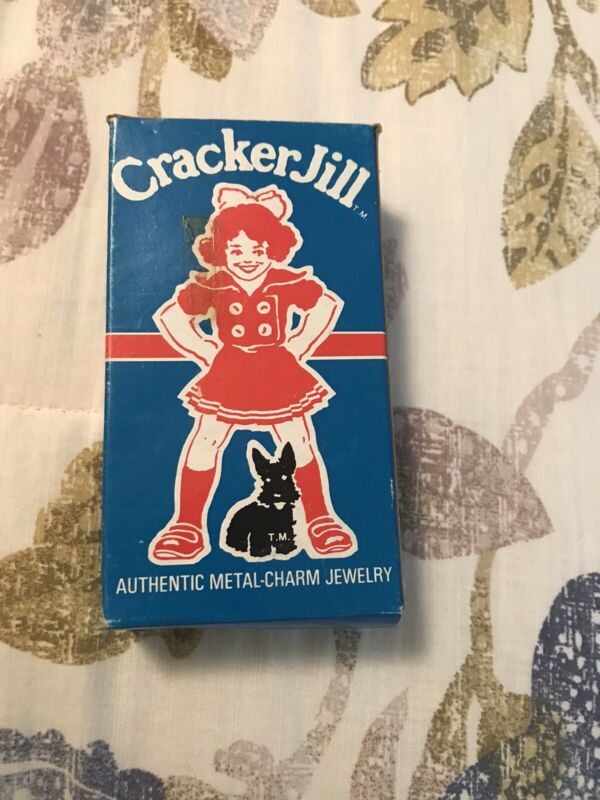 CrackerJill
T.M.
T.M.
AUTHENTIC METAL-CHARM JEWELRY